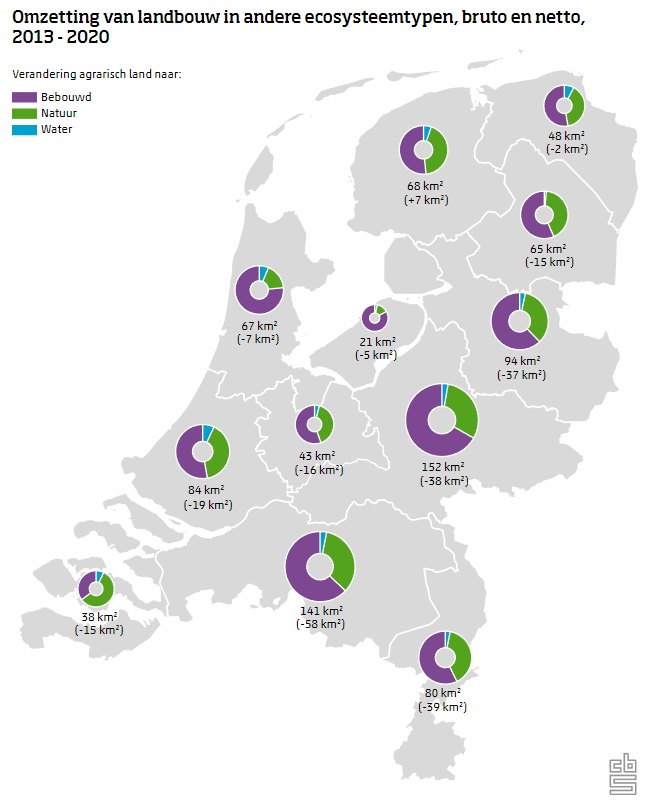 Omzetting van landbouw in andere ecosysteemtypen, bruto en netto,
2013 - 2020
Verandering agrarisch land naar:
Bebouwd
Natuur
Water
48 km²
(-2 km²)
68 km²
(+7 km²)
65 km²
(-15 km²)
67 km²
(-7 km²)
21 km²
(-5 km²)
94 km²
(-37 km²)
43 km²
(-16 km²)
152 km²
(-38 km²)
84 km²
(-19 km²)
141 km²
(-58 km²)
38 km²
(-15 km²)
80 km²
(-39 km²)
cbs